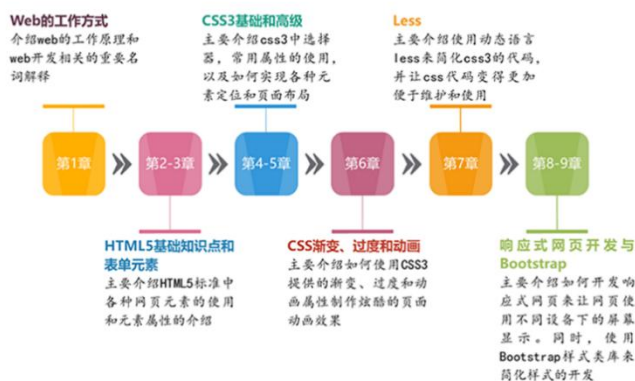 Web的工作方式
介绍web的工作原理和
web开发相关的重要名
词解释
CSS3基础和高级
主要介绍css3中选择
器，常用属性的使用，
以及如何实现各种元
素定位和页面布局
Less
主要介绍使用动态语言
less来简化css3的代码，
并让css代码变得更加
便于维护和使用
第1章
第2-3章
第4-5章
第6章
第7章
第8-9章
HTML5基础知识点和
表单元素
主要介绍HTML5标准中
各种网页元素的使用
和元素属性的介绍
CSS渐变、过度和动画
主要介绍如何使用CSS3
提供的渐变、过度和动
画属性制作炫酷的页面
动画效果
响应式网页开发与
Bootstrap
主要介绍如何开发响
应式网页来让网页使
用不同设备下的屏幕
显示。同时，使用
Bootstrap样式类库来
简化样式的开发